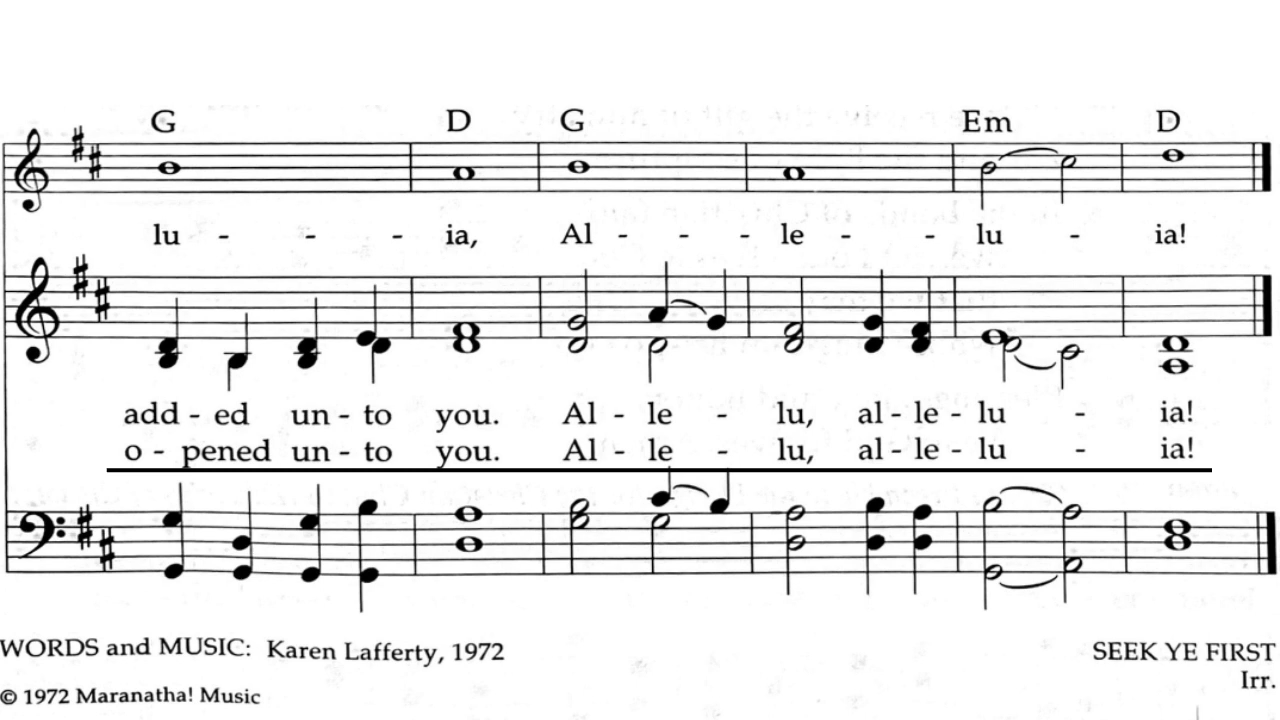 G D G Em D
lu - - - ia, Al - - - le - - lu - ia!
add - ed un - to you. Al - le - lu, al - le - lu - ia!
o - pened un - to you. Al - le - lu, al - le - lu - ia!
WORDS and MUSIC: Karen Lafferty, 1972
SEEK YE FIRST
Irr.
© 1972 Maranatha! Music